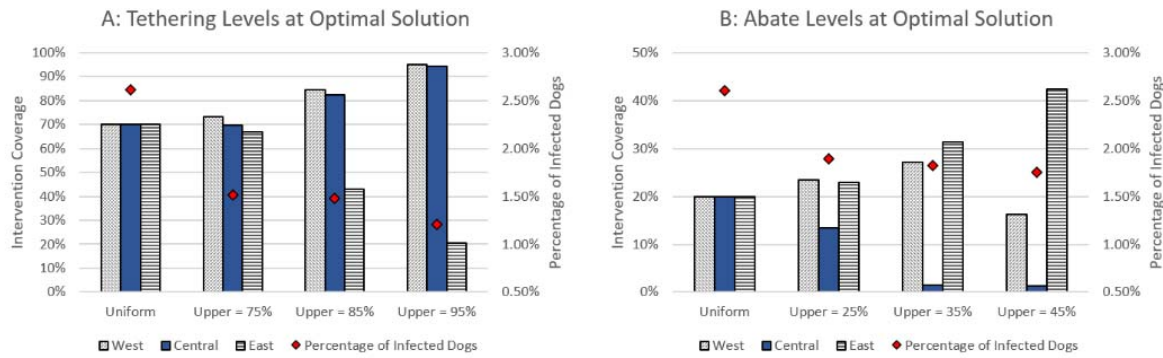 A: Tethering Levels at Optimal Solution
100%
90%
80%
70%
60%
50%
40%
30%
20%
10%
0%
Intervention Coverage
3.00%
2.50%
2.00%
1.50%
1.00%
0.50%
Percentage of Infected Dogs
Uniform Upper = 75% Upper = 85% Upper = 95%
West Central East Percentage of Infected Dogs
B: Abate Levels at Optimal Solution
50%
40%
30%
20%
10%
0%
Intervention Coverage
3.00%
2.50%
2.00%
1.50%
1.00%
0.50%
Percentage of Infected Dogs
Uniform Upper = 25% Upper = 35% Upper = 45%
West Central East Percentage of Infected Dogs